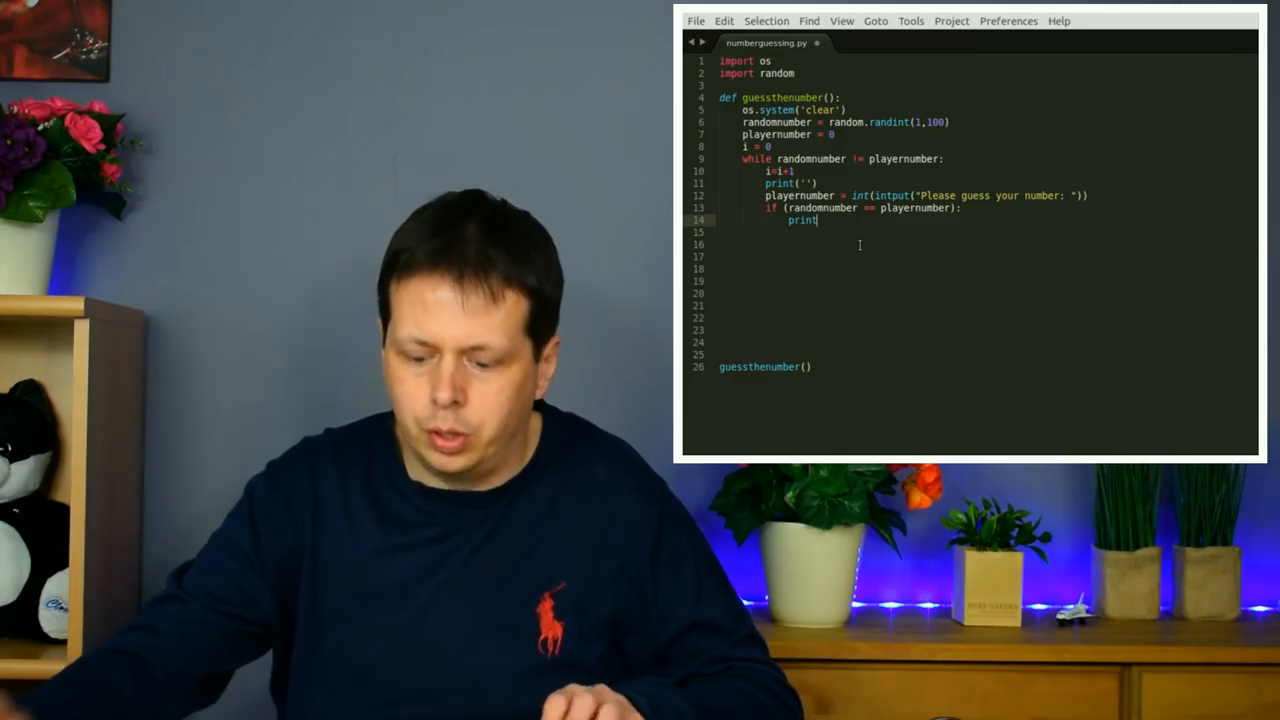 File Edit Selection Find View Goto Tools Project Preferences Help
numberguessing.py
1 import os
2 import random
3
4 def guessthenumber():
5 os.system('clear')
6 randomnumber = random.randint(1,100)
7 playernumber = 0
8 i = 0
9 while randomnumber != playernumber:
10 i=i+1
11 print('')
12 playernumber = int(intput("Please guess your number: "))
13 if (randomnumber == playernumber):
14 print
15
16
17
18
19
20
21
22
23
24
25
26 guessthenumber()
HERB GARDEN